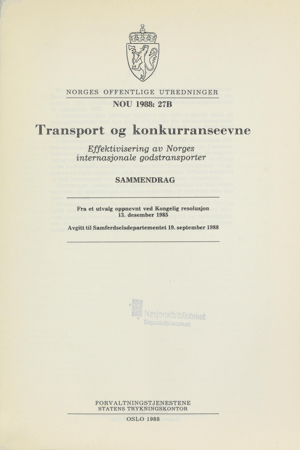 NORGES OFFENTLIGE UTREDNINGER
NOU 1988: 27B
Transport og konkurranseevne
Effektivisering av Norges
internasjonale godstransporter
SAMMENDRAG
Fra et utvalg oppnevnt ved Kongelig resolusjon
13. desember 1985
Avgitt til Samferdselsdepartementet 19. september 1988
FORVALTNINGSTJENESTENE
STATENS TRYKNINGSKONTOR
OSLO 1988